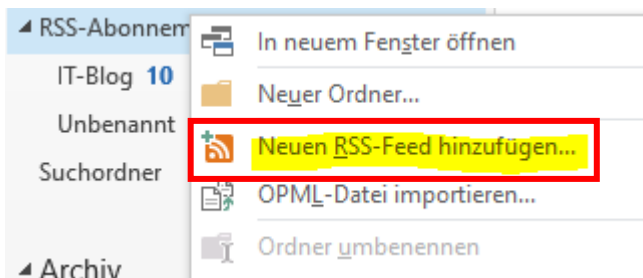 RSS-Abonnem
In neuem Fenster öffnen
IT-Blog 10
Neuer Ordner...
Unbenannt
Neuen RSS-Feed hinzufügen...
Suchordner
OPML-Datei importieren...
Ordner umbenennen
Archiv